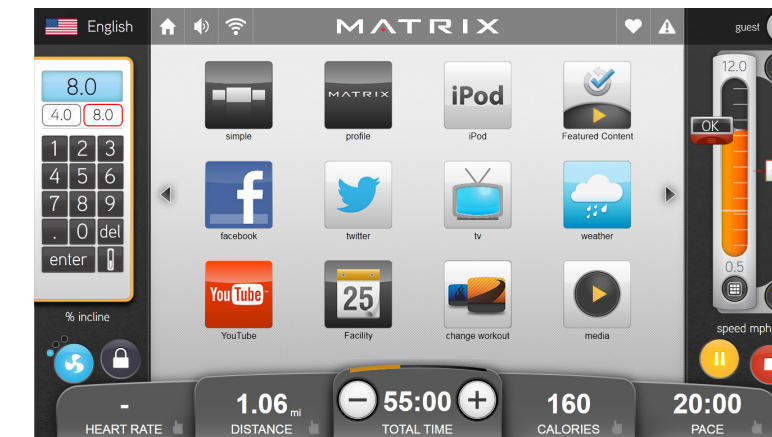 English
MATRIX
guest
8.0
4.0
8.0
1 2 3
4 5 6
7 8 9
. 0 del
enter
% incline
MATRIX
iPod
simple
profile
iPod
Featured Content
facebook
twitter
tv
weather
You Tube
25
YouTube
Facility
change workout
media
12.0
OK
0.5
speed mph
-
HEART RATE
1.06 mi
DISTANCE
55:00
TOTAL TIME
160
CALORIES
20:00
PACE